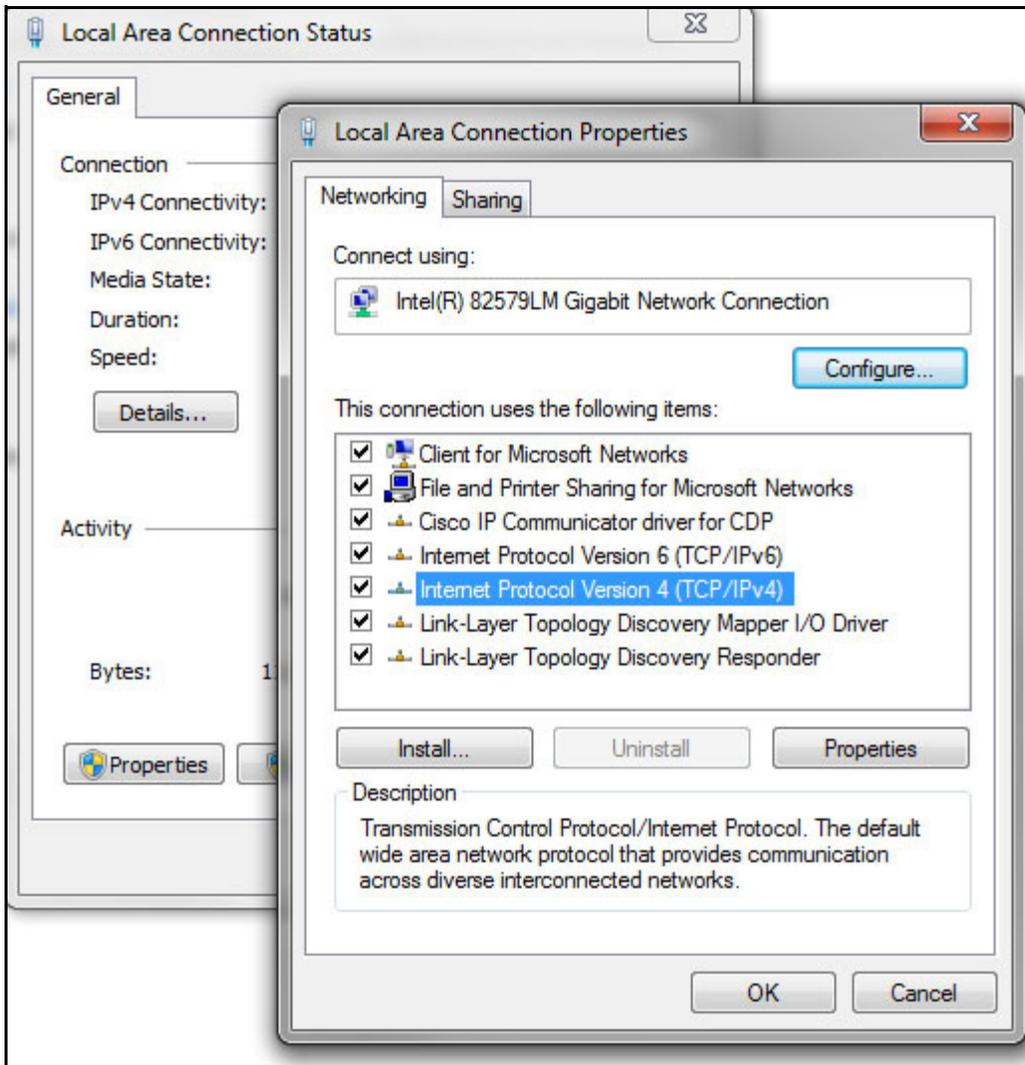 Local Area Connection Status
General
Connection
IPv4 Connectivity:
IPv6 Connectivity:
Media State:
Duration:
Speed:
Details...
Activity
Bytes:
Properties
Local Area Connection Properties
Networking
Sharing
Connect using:
Intel(R) 82579LM Gigabit Network Connection
Configure...
This connection uses the following items:
Client for Microsoft Networks
File and Printer Sharing for Microsoft Networks
Cisco IP Communicator driver for CDP
Internet Protocol Version 6 (TCP/IPv6)
Internet Protocol Version 4 (TCP/IPv4)
Link-Layer Topology Discovery Mapper I/O Driver
Link-Layer Topology Discovery Responder
Install...
Uninstall
Properties
Description
Transmission Control Protocol/Internet Protocol. The default
wide area network protocol that provides communication
across diverse interconnected networks.
OK
Cancel